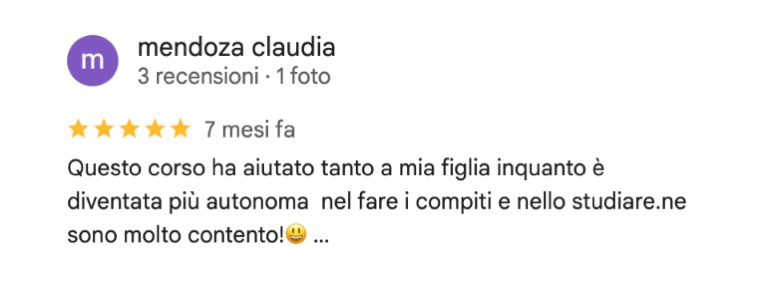 m
mendoza claudia
3 recensioni · 1 foto
7 mesi fa
Questo corso ha aiutato tanto a mia figlia inquanto è
diventata più autonoma  nel fare i compiti e nello studiare.ne
sono molto contento!😃 ...